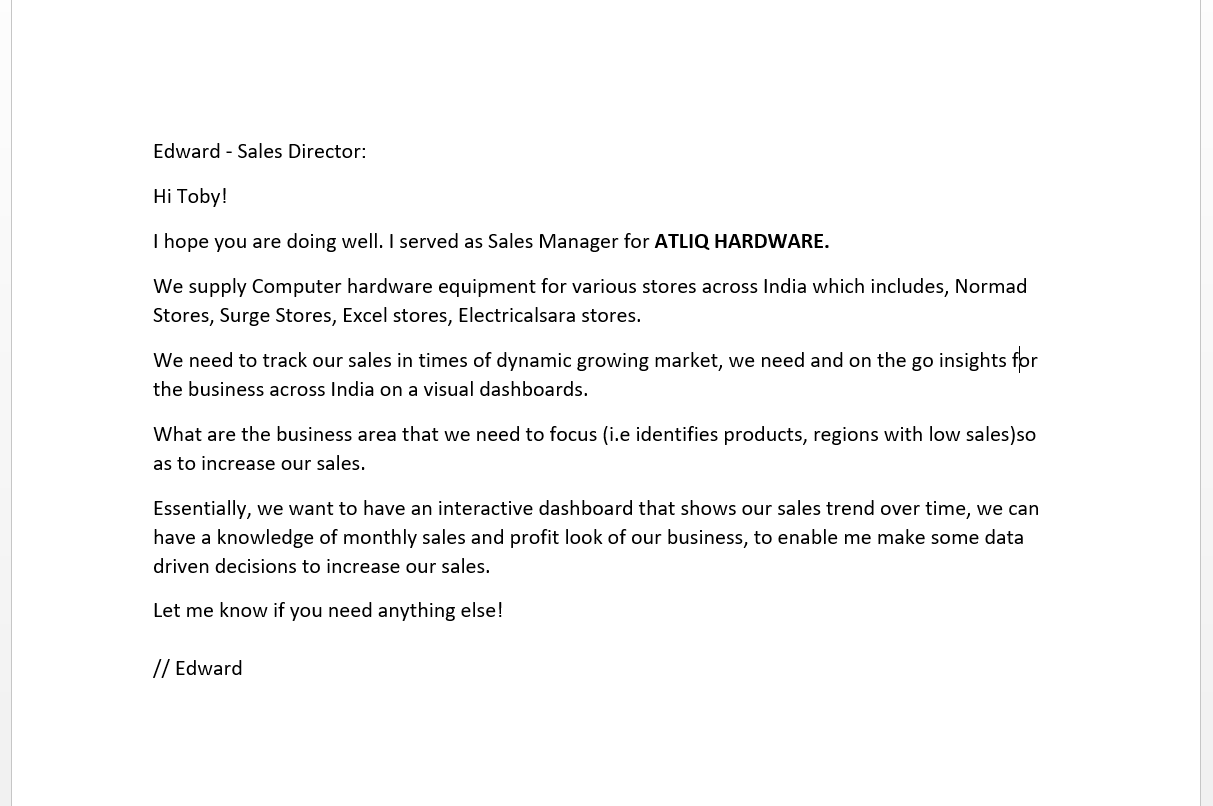 Edward - Sales Director:
Hi Toby!
I hope you are doing well. I served as Sales Manager for ATLIQ HARDWARE.
We supply Computer hardware equipment for various stores across India which includes, Normad
Stores, Surge Stores, Excel stores, Electricalsara stores.
We need to track our sales in times of dynamic growing market, we need and on the go insights for
the business across India on a visual dashboards.
What are the business area that we need to focus (i.e identifies products, regions with low sales)so
as to increase our sales.
Essentially, we want to have an interactive dashboard that shows our sales trend over time, we can
have a knowledge of monthly sales and profit look of our business, to enable me make some data
driven decisions to increase our sales.
Let me know if you need anything else!
// Edward